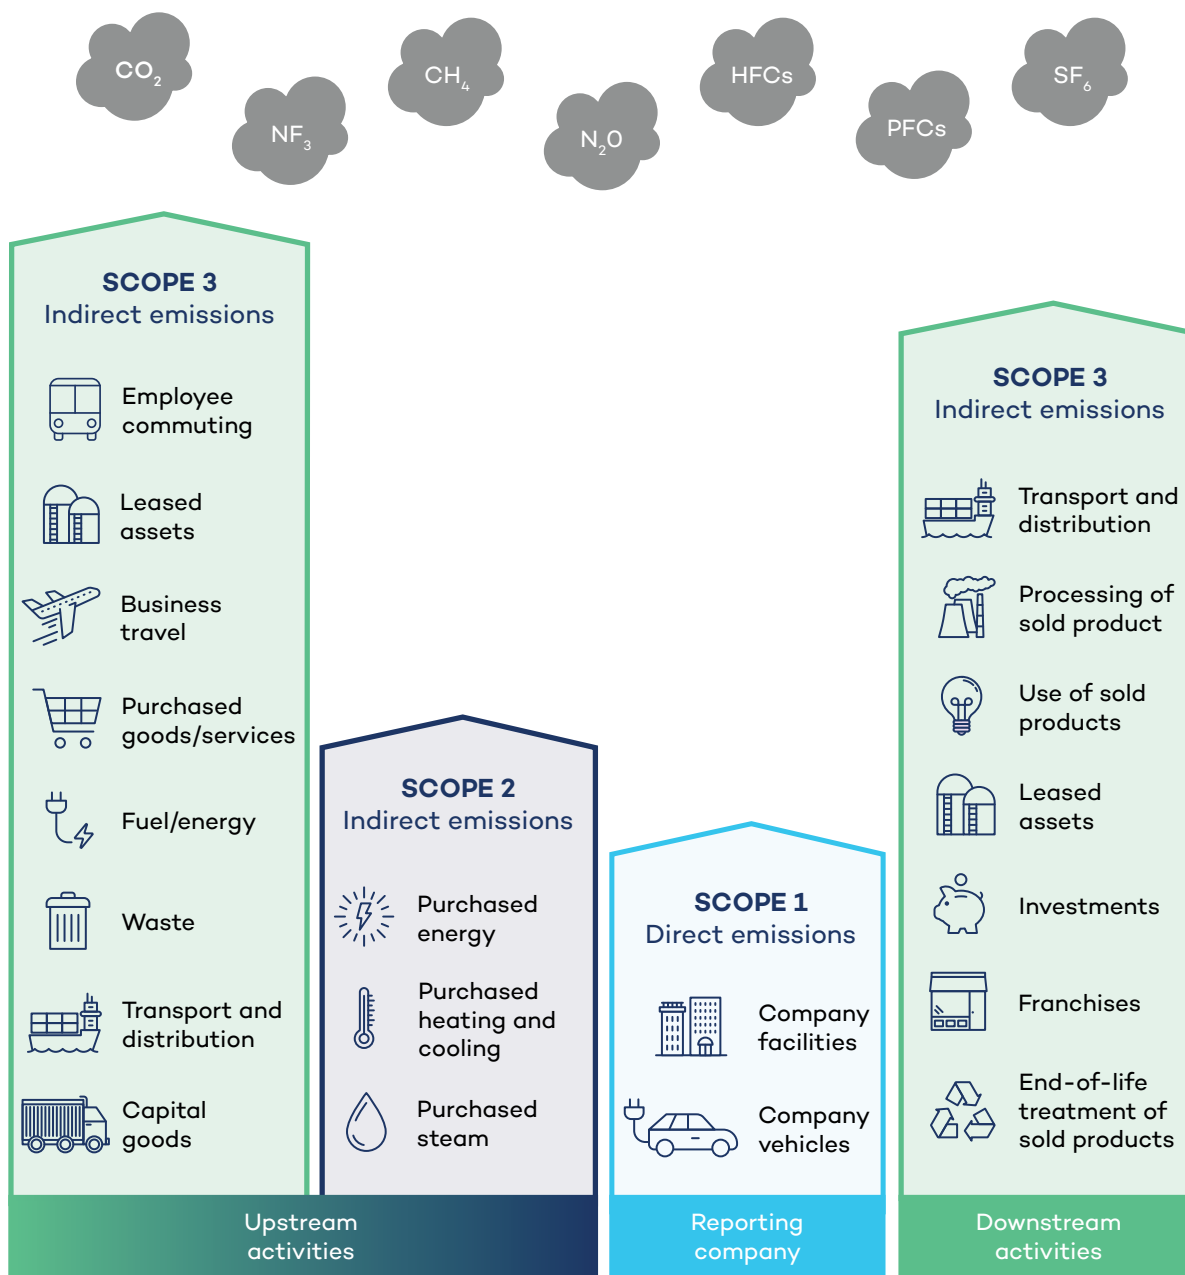 CO₂
NF₃
CH₄
N₂O
HFCs
PFCs
SF₆
SCOPE 3
Indirect emissions
Employee
commuting
Leased
assets
Business
travel
Purchased
goods/services
Fuel/energy
Waste
Transport and
distribution
Capital
goods
SCOPE 2
Indirect emissions
Purchased
energy
Purchased
heating and
cooling
Purchased
steam
Upstream
activities
SCOPE 1
Direct emissions
Company
facilities
Company
vehicles
Reporting
company
SCOPE 3
Indirect emissions
Transport and
distribution
Processing of
sold product
Use of sold
products
Leased
assets
Investments
Franchises
End-of-life
treatment of
sold products
Downstream
activities